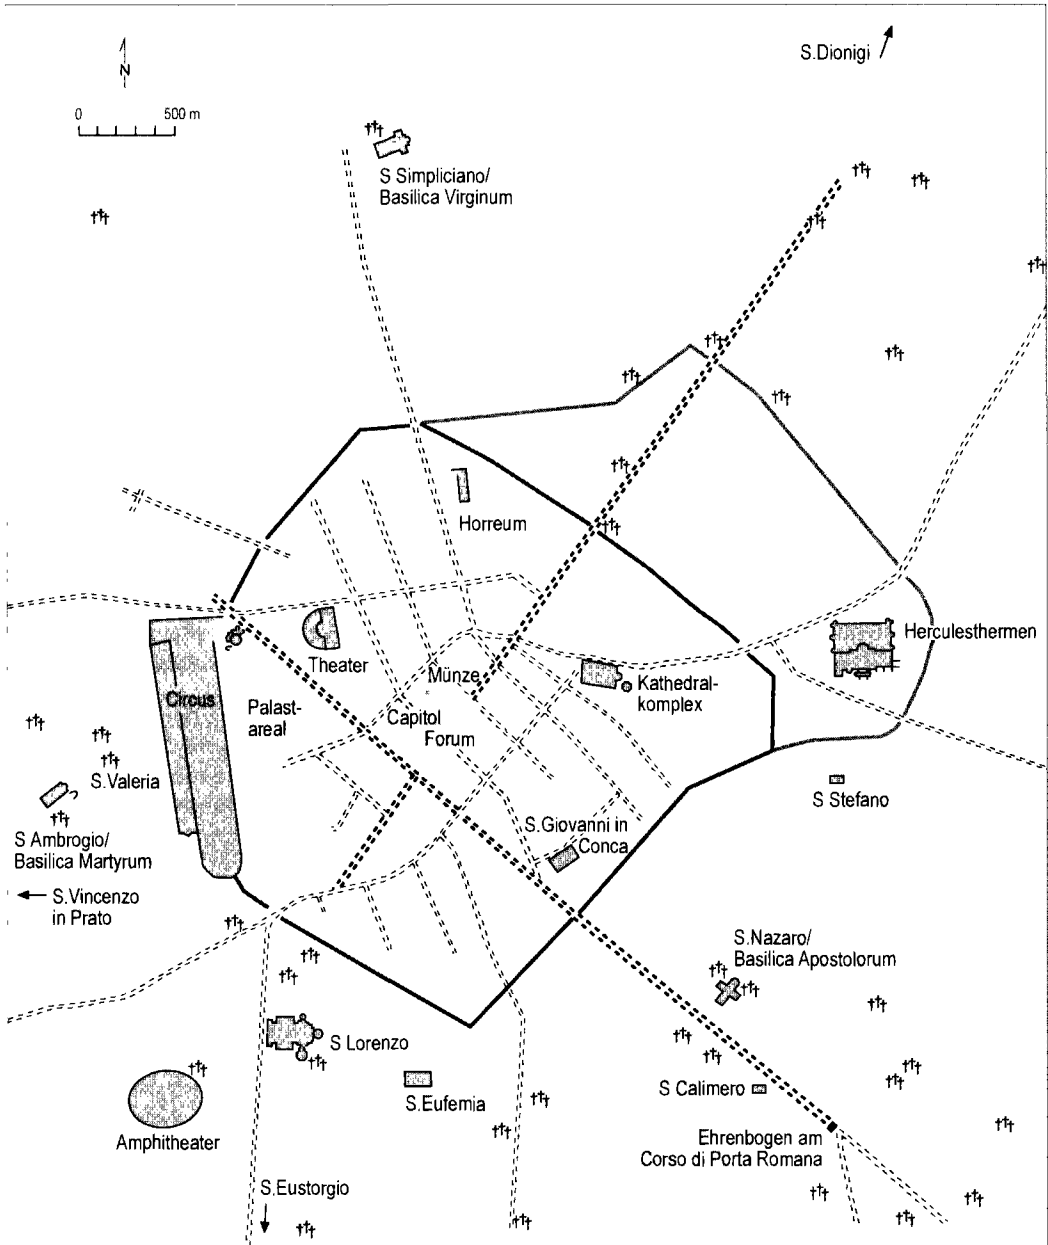 S.Dionigi
N
0 500 m
S Simpliciano/
Basilica Virginum
Horreum
Theater
Herculesthermen
Münze
Kathedral-
komplex
Circus
Palast-
areal
Capitol
Forum
S.Valeria
S Stefano
S.Giovanni in
Conca
S Ambrogio/
Basilica Martyrum
S.Vincenzo
in Prato
S.Nazaro/
Basilica Apostolorum
S Lorenzo
S.Eufemia
S Calimero
Amphitheater
Ehrenbogen am
Corso di Porta Romana
S.Eustorgio